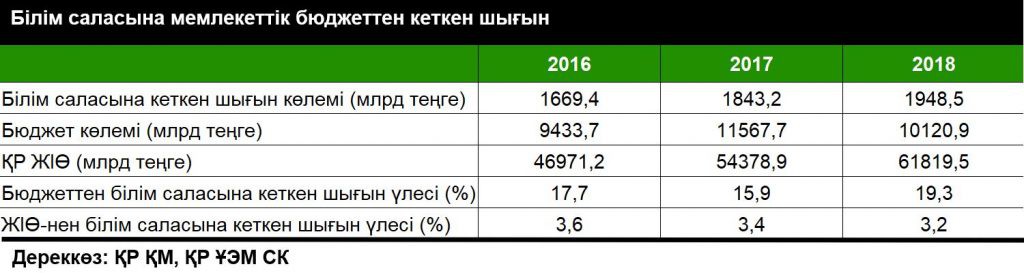 Білім саласына мемлекеттік бюджеттен кеткен шығын
2016 2017 2018
Білім саласына кеткен шығын көлемі (млрд теңге) 1669,4 1843,2 1948,5
Бюджет көлемі (млрд теңге) 9433,7 11567,7 10120,9
ҚР ЖІӨ (млрд теңге) 46971,2 54378,9 61819,5
Бюджеттен білім саласына кеткен шығын үлесі (%) 17,7 15,9 19,3
ЖІӨ-нен білім саласына кеткен шығын үлесі (%) 3,6 3,4 3,2
Дереккөз: ҚР ҚМ, ҚР ҰЭМ СК